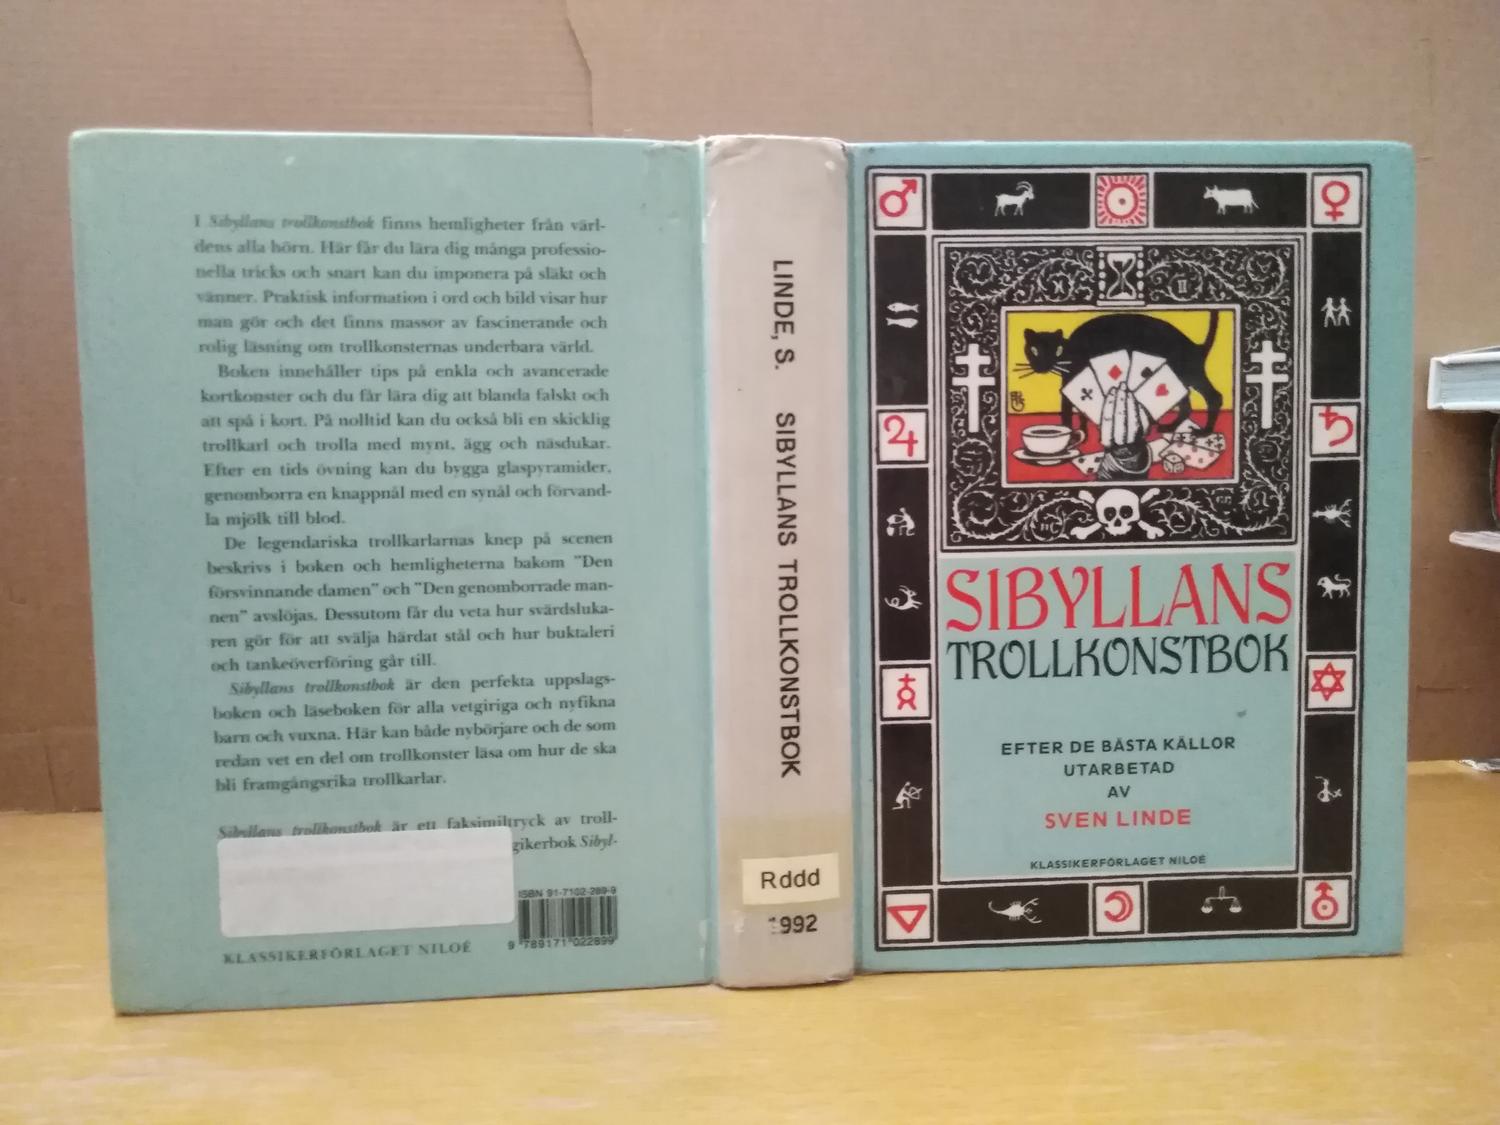 I Sibyllans trollkonstbok finns hemligheter från värl-
dens alla hörn. Här får du lära dig många professio-
nella tricks och snart kan du imponera på släkt och
vänner. Praktisk information i ord och bild visar hur
man gör och det finns massor av fascinerande och
rolig läsning om trollkonsternas underbara värld.
Boken innehåller tips på enkla och avancerade
kortkonster och du får lära dig att blanda falskt och
att spå i kort. På nolltid kan du också bli en skicklig
trollkarl och trolla med mynt, ägg och näsdukar.
Efter en tids övning kan du bygga glaspyramider,
genomborra en knappnål med en synål och förvand-
la mjölk till blod.
De legendariska trollkarlarnas knep på scenen
beskrivs i boken och hemligheterna bakom "Den
försvinnande damen" och "Den genomborrade man-
nen" avslöjas. Dessutom får du veta hur svärdsluka-
ren gör för att svälja härdat stål och hur buktaleri
och tankeöverföring går till.
Sibyllans trollkonstbok är den perfekta uppslags-
boken och läseboken för alla vetgiriga och nyfikna
barn och vuxna. Här kan både nybörjare och de som
redan vet en del om trollkonster läsa om hur de ska
bli framgångsrika trollkarlar.
Sibyllans trollkonstbok är ett faksimiltryck av troll-
gikerbok Sibyl-
ISBN 91-7102-289-9
9 789171 022899
KLASSIKERFÖRLAGET NILOÉ
LINDE, S. SIBYLLANS TROLLKONSTBOK
Rddd
1992
SIBYLLANS
TROLLKONSTBOK
EFTER DE BÄSTA KÄLLOR
UTARBETAD
AV
SVEN LINDE
KLASSIKERFÖRLAGET NILOÉ